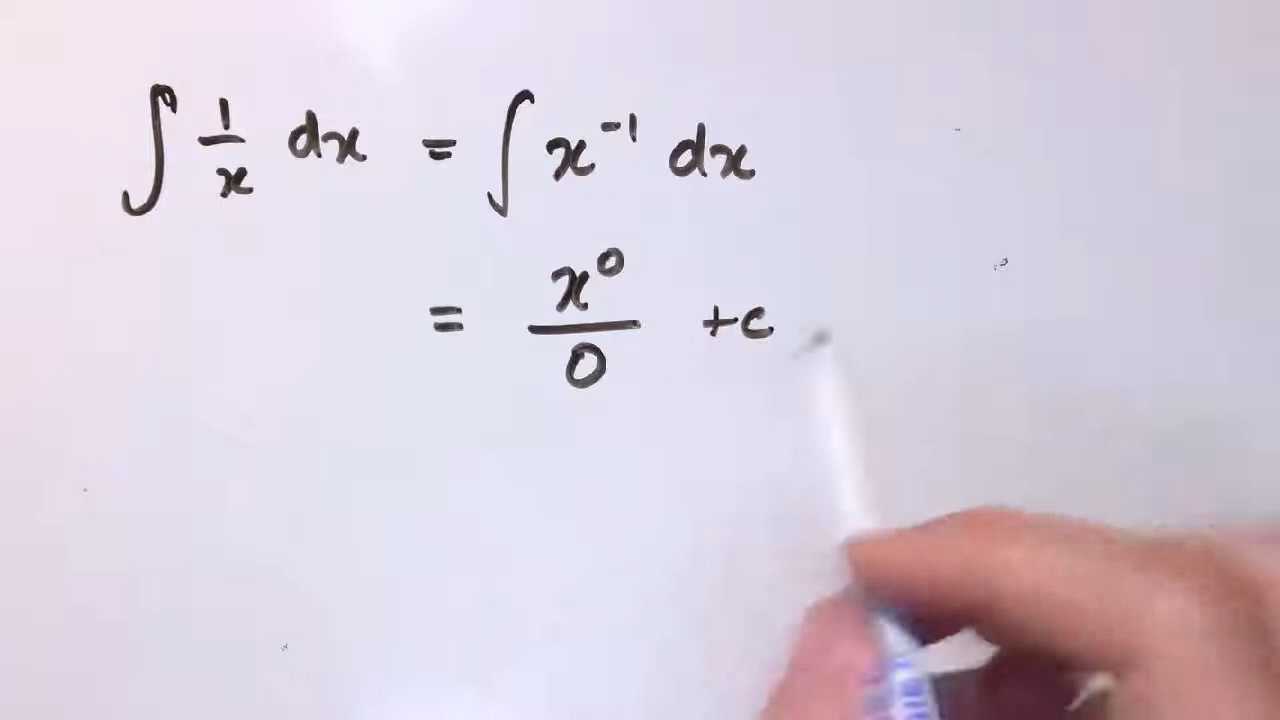 ∫ 1/x dx = ∫ x⁻¹ dx
= x⁰/0 + c